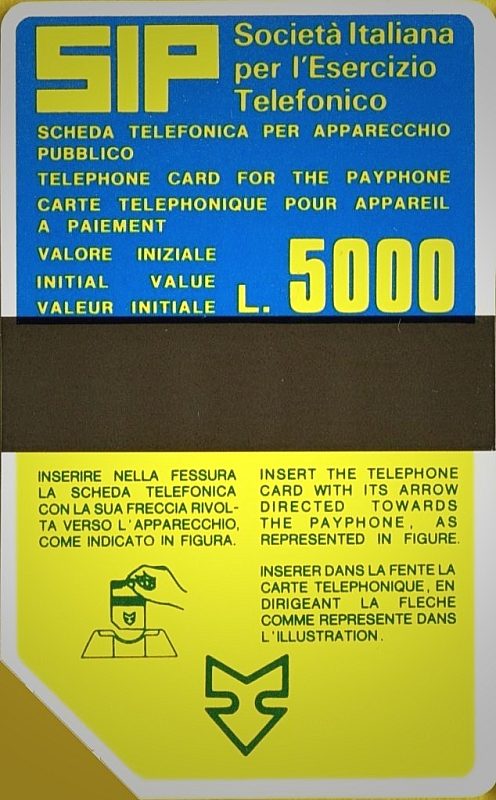 SIP
Società Italiana
per l'Esercizio
Telefonico
SCHEDA TELEFONICA PER APPARECCHIO
PUBBLICO
TELEPHONE CARD FOR THE PAYPHONE
CARTE TELEPHONIQUE POUR APPAREIL
A PAIEMENT
VALORE INIZIALE
INITIAL VALUE
VALEUR INITIALE
L. 5000
INSERIRE NELLA FESSURA
LA SCHEDA TELEFONICA
CON LA SUA FRECCIA RIVOL-
TA VERSO L'APPARECCHIO,
COME INDICATO IN FIGURA.
INSERT THE TELEPHONE
CARD WITH ITS ARROW
DIRECTED TOWARDS
THE PAYPHONE, AS
REPRESENTED IN FIGURE.
INSERER DANS LA FENTE LA
CARTE TELEPHONIQUE, EN
DIRIGEANT LA FLECHE
COMME REPRESENTE DANS
L'ILLUSTRATION.